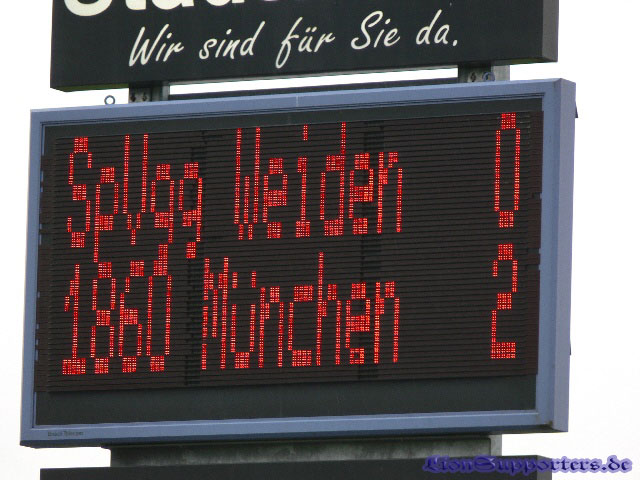 Wir sind für Sie da.
SpVgg Weiden 0
1860 München 2
LionSupporters.de